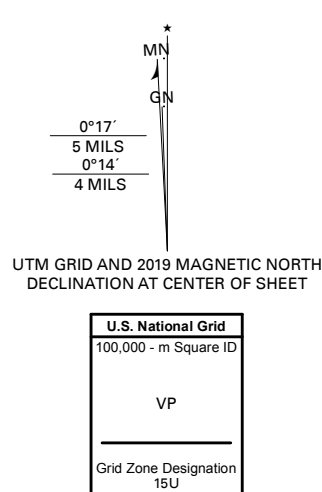 ★
MN
GN
0°17´
5 MILS
0°14´
4 MILS
UTM GRID AND 2019 MAGNETIC NORTH
DECLINATION AT CENTER OF SHEET
U.S. National Grid
100,000 - m Square ID
VP
Grid Zone Designation
15U